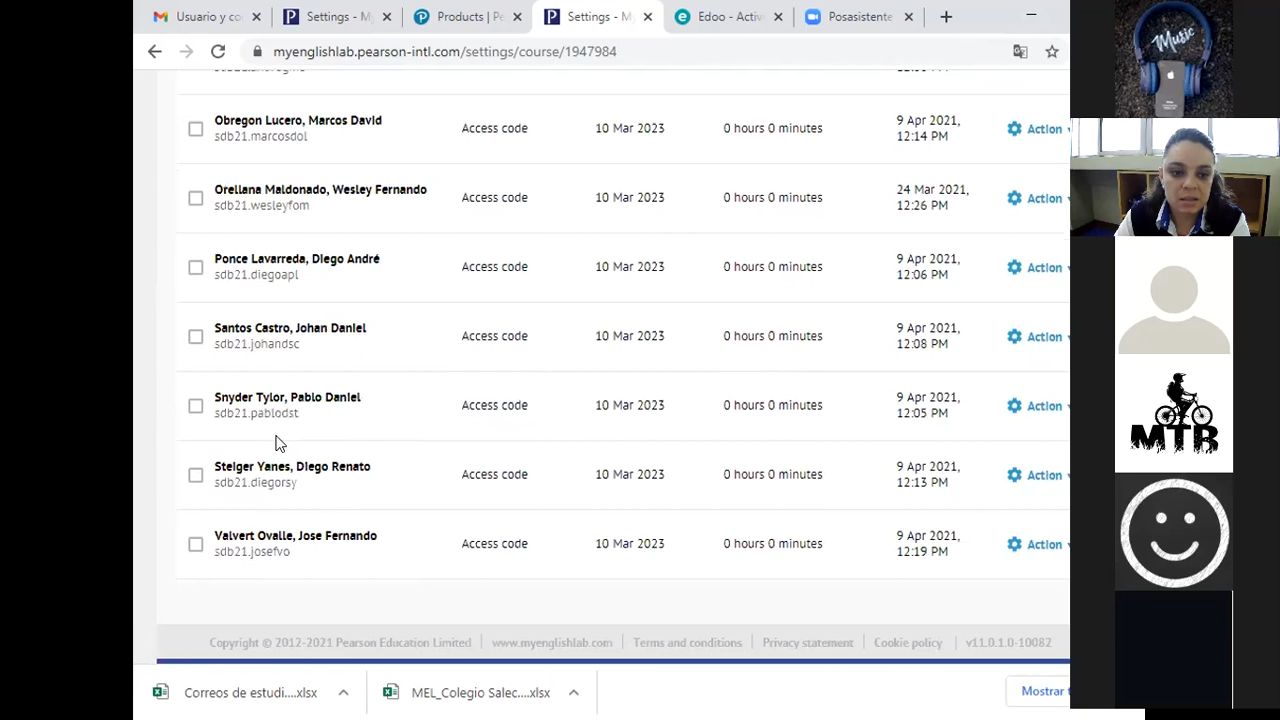 Usuario y co
Settings - My
Products | Pe
Settings - My
Edoo - Activ
Posasistente
myenglishlab.pearson-intl.com/settings/course/1947984
Obregon Lucero, Marcos David
sdb21.marcosdol
Access code
10 Mar 2023
0 hours 0 minutes
9 Apr 2021,
12:14 PM
Action
Orellana Maldonado, Wesley Fernando
sdb21.wesleyfom
Access code
10 Mar 2023
0 hours 0 minutes
24 Mar 2021,
12:26 PM
Action
Ponce Lavarreda, Diego André
sdb21.diegoapl
Access code
10 Mar 2023
0 hours 0 minutes
9 Apr 2021,
12:06 PM
Action
Santos Castro, Johan Daniel
sdb21.johandsc
Access code
10 Mar 2023
0 hours 0 minutes
9 Apr 2021,
12:08 PM
Action
Snyder Tylor, Pablo Daniel
sdb21.pablodst
Access code
10 Mar 2023
0 hours 0 minutes
9 Apr 2021,
12:05 PM
Action
Steiger Yanes, Diego Renato
sdb21.diegorsy
Access code
10 Mar 2023
0 hours 0 minutes
9 Apr 2021,
12:13 PM
Action
Valvert Ovalle, Jose Fernando
sdb21.josefvo
Access code
10 Mar 2023
0 hours 0 minutes
9 Apr 2021,
12:19 PM
Action
Copyright © 2012-2021 Pearson Education Limited
www.myenglishlab.com
Terms and conditions
Privacy statement
Cookie policy
v11.0.1.0-10082
Correos de estudi....xlsx
MEL_Colegio Salec....xlsx
Mostrar t
Music
MTB